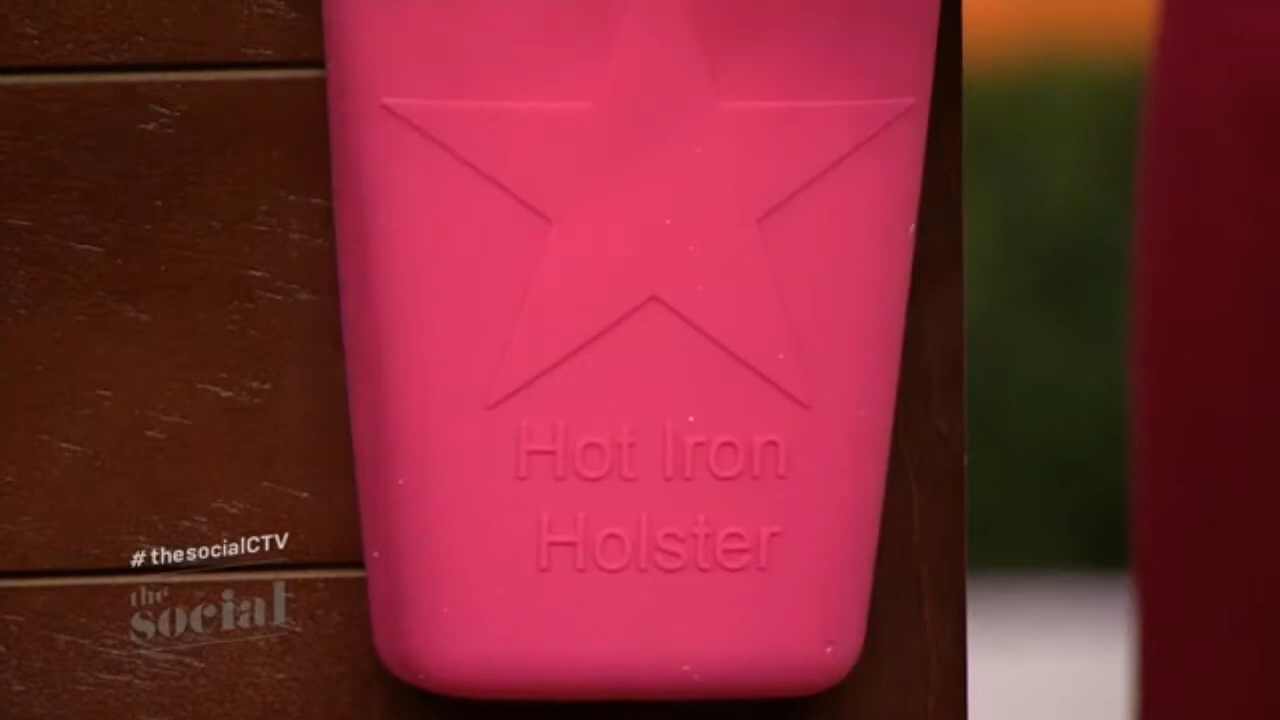 Hot Iron
Holster
#thesocialCTV
the
social